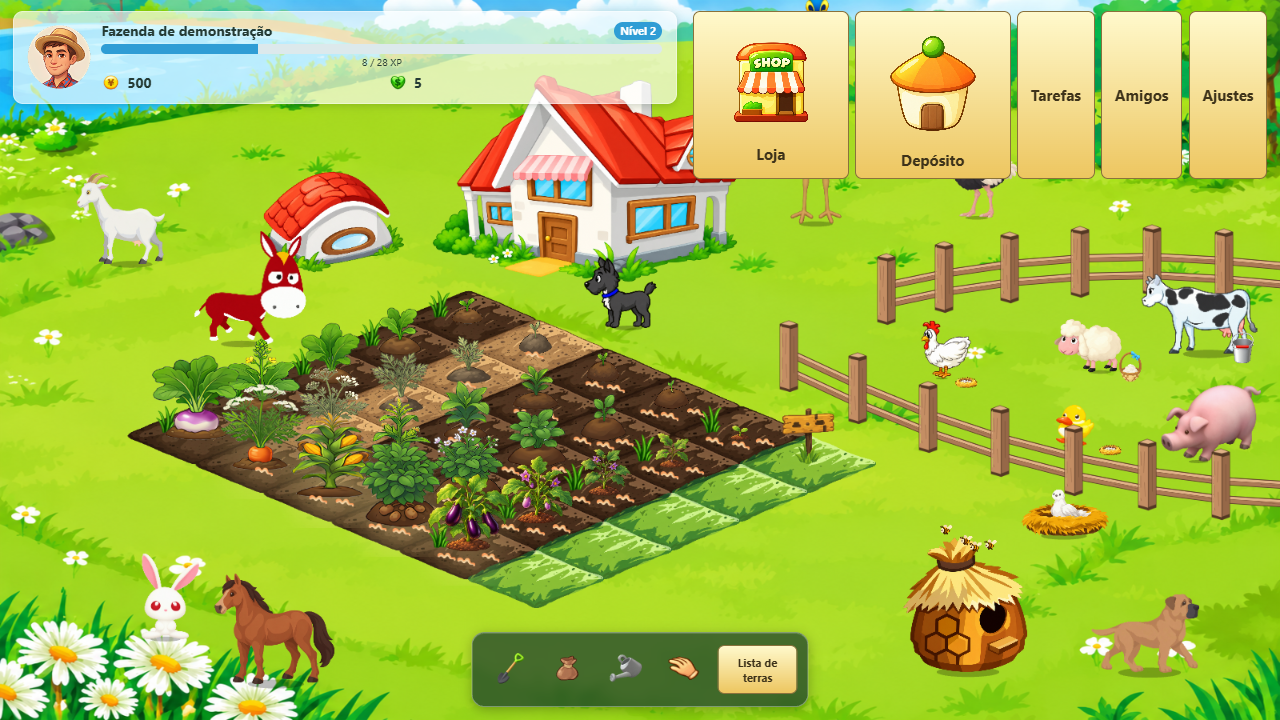 Fazenda de demonstração
Nível 2
8 / 28 XP
500
5
SHOP
Loja
Depósito
Tarefas
Amigos
Ajustes
Lista de
terras